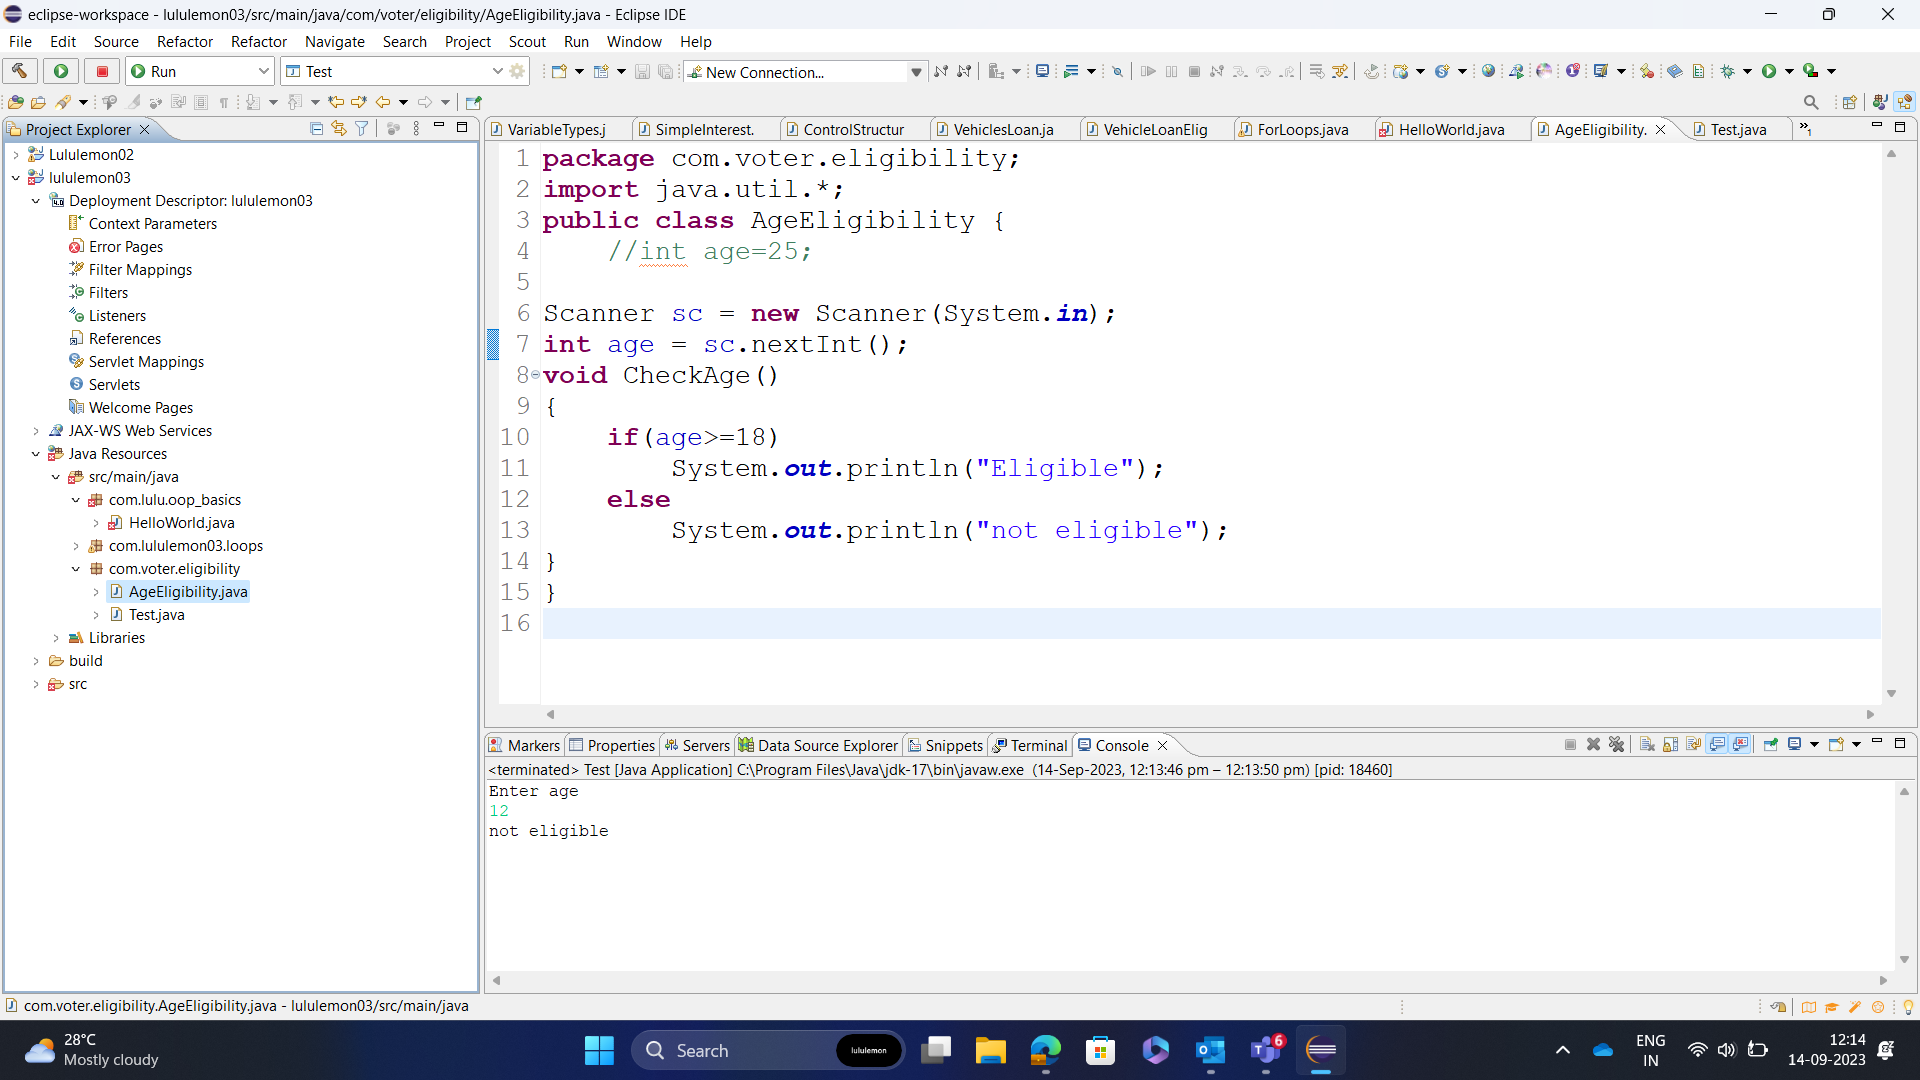 eclipse-workspace - lululemon03/src/main/java/com/voter/eligibility/AgeEligibility.java - Eclipse IDE
File Edit Source Refactor Refactor Navigate Search Project Scout Run Window Help
Run Test New Connection...
Project Explorer
Lululemon02
lululemon03
Deployment Descriptor: lululemon03
Context Parameters
Error Pages
Filter Mappings
Filters
Listeners
References
Servlet Mappings
Servlets
Welcome Pages
JAX-WS Web Services
Java Resources
src/main/java
com.lulu.oop_basics
HelloWorld.java
com.lululemon03.loops
com.voter.eligibility
AgeEligibility.java
Test.java
Libraries
build
src
VariableTypes.j SimpleInterest. ControlStructur VehiclesLoan.ja VehicleLoanElig ForLoops.java HelloWorld.java AgeEligibility. Test.java »1
1 package com.voter.eligibility;
2 import java.util.*;
3 public class AgeEligibility {
4 //int age=25;
5
6 Scanner sc = new Scanner(System.in);
7 int age = sc.nextInt();
8 void CheckAge()
9 {
10 if(age>=18)
11 System.out.println("Eligible");
12 else
13 System.out.println("not eligible");
14 }
15 }
16
Markers Properties Servers Data Source Explorer Snippets Terminal Console
<terminated> Test [Java Application] C:\Program Files\Java\jdk-17\bin\javaw.exe (14-Sep-2023, 12:13:46 pm – 12:13:50 pm) [pid: 18460]
Enter age
12
not eligible
com.voter.eligibility.AgeEligibility.java - lululemon03/src/main/java
28°C
Mostly cloudy
Search
lululemon
6
ENG
IN
12:14
14-09-2023